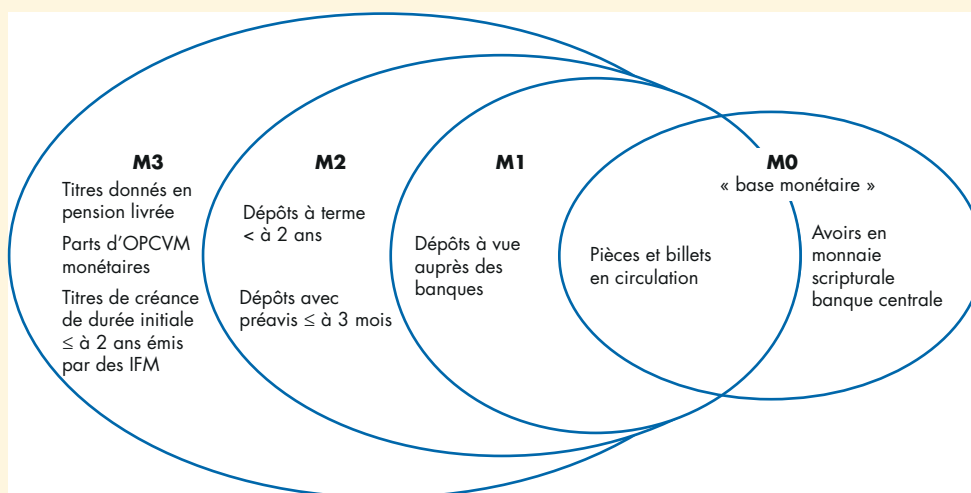 M3
Titres donnés en
pension livrée
Parts d'OPCVM
monétaires
Titres de créance
de durée initiale
≤ à 2 ans émis
par des IFM
M2
Dépôts à terme
< à 2 ans
Dépôts avec
préavis ≤ à 3 mois
M1
Dépôts à vue
auprès des
banques
Pièces et billets
en circulation
M0
« base monétaire »
Avoirs en
monnaie
scripturale
banque centrale